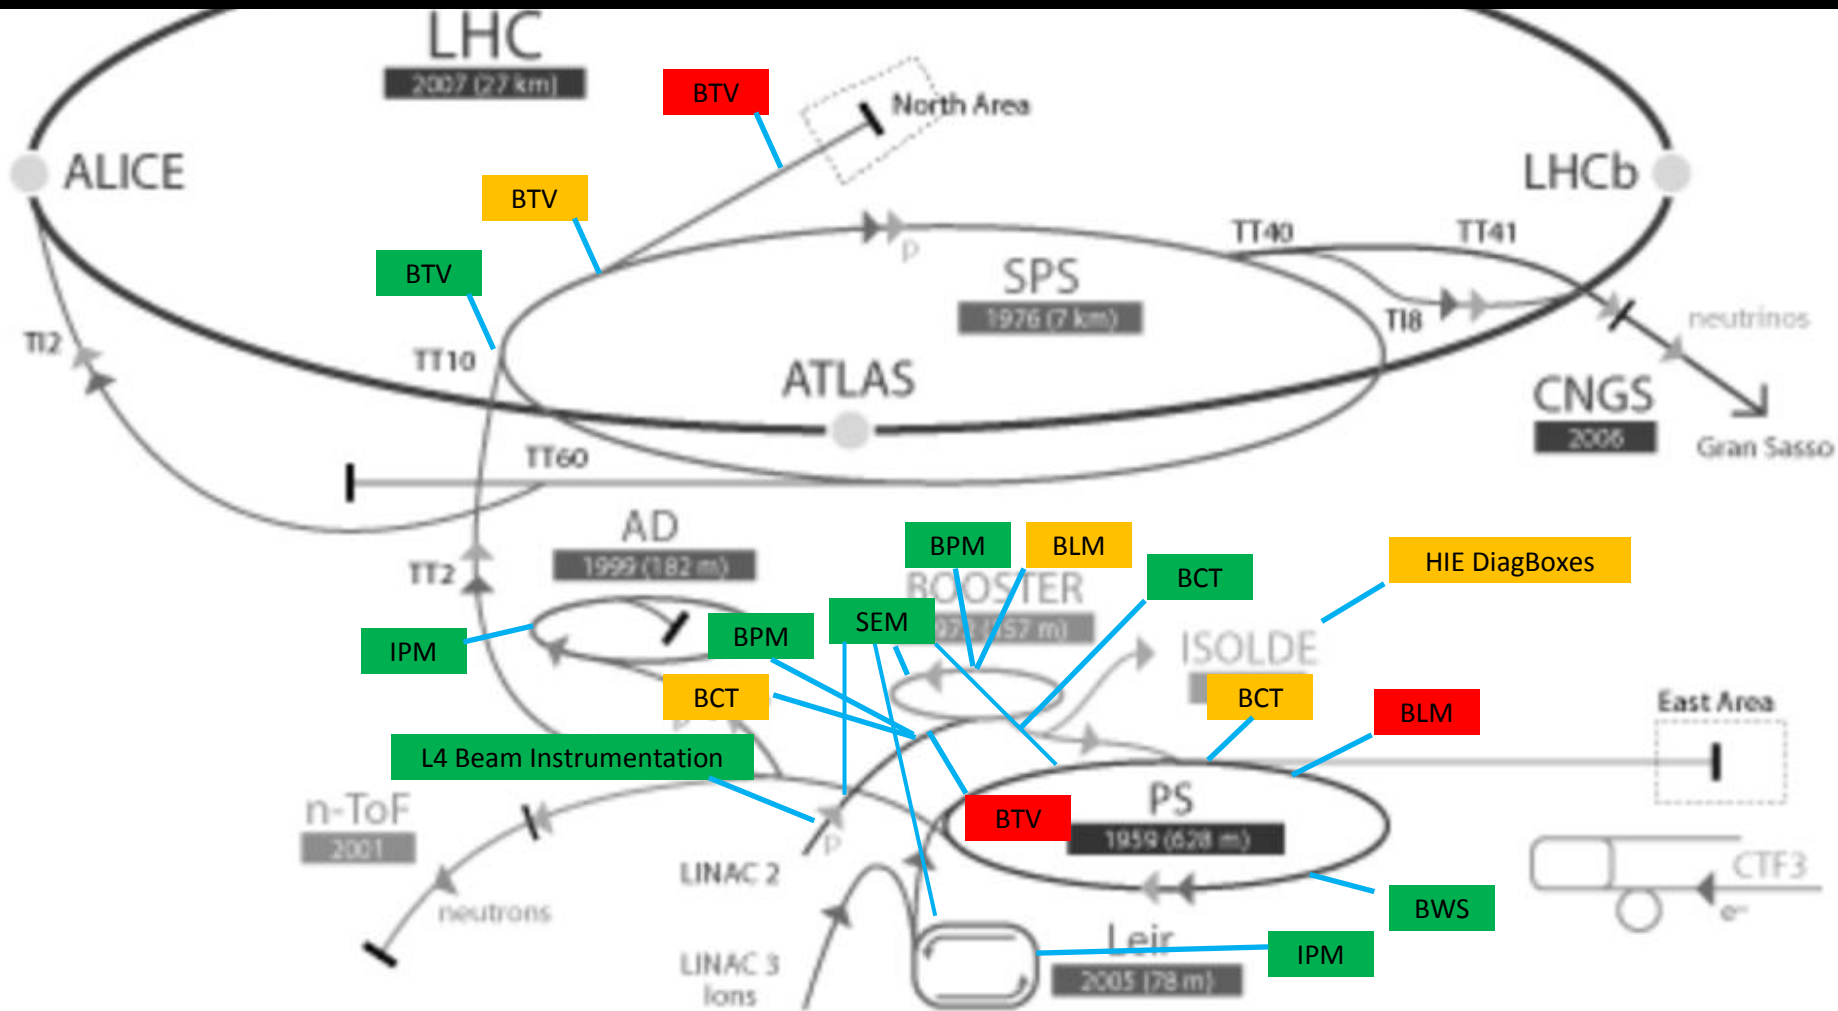 LHC
2007 (27 km)
BTV
North Area
ALICE
LHCb
BTV
TT40
TT41
P
BTV
SPS
1976 (7 km)
TI8
neutrinos
TI2
TT10
ATLAS
CNGS
2006
Gran Sasso
TT60
AD
1999 (182 m)
BPM
BLM
HIE DiagBoxes
TT2
BOOSTER
BCT
SEM
57 m)
BPM
IPM
ISOLDE
BCT
BCT
BLM
East Area
P
L4 Beam Instrumentation
n-ToF
2001
PS
BTV
1959 (628 m)
P
LINAC 2
CTF3
neutrons
BWS
e-
Leir
IPM
LINAC 3
Ions
2005 (78 m)